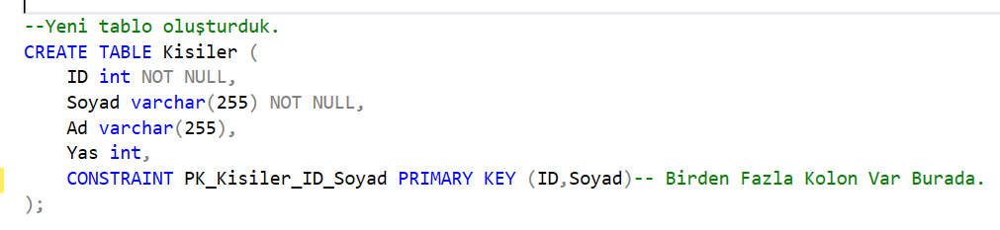 --Yeni tablo oluşturduk.
CREATE TABLE Kisiler (
    ID int NOT NULL,
    Soyad varchar(255) NOT NULL,
    Ad varchar(255),
    Yas int,
    CONSTRAINT PK_Kisiler_ID_Soyad PRIMARY KEY (ID,Soyad)-- Birden Fazla Kolon Var Burada.
);